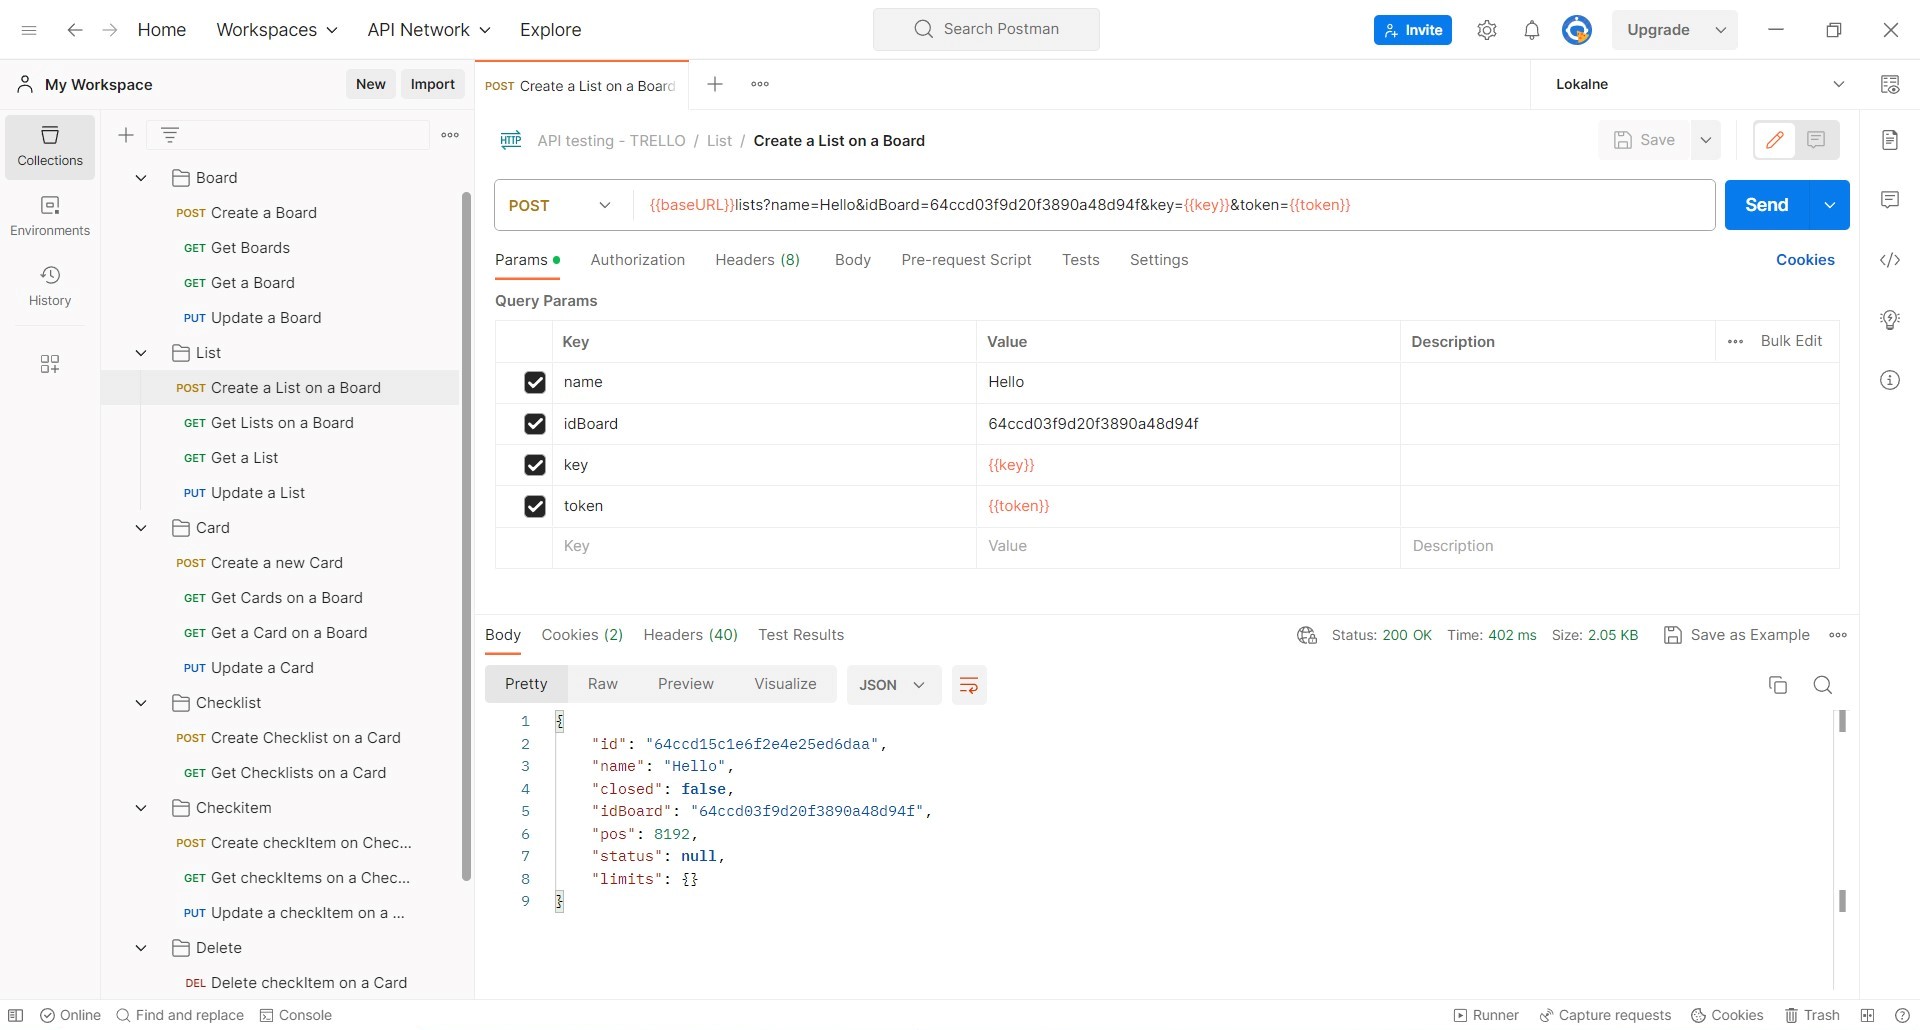 Home Workspaces API Network Explore Search Postman Invite Upgrade
My Workspace New Import POST Create a List on a Board Lokalne
Collections
Environments
History
Board
POST Create a Board
GET Get Boards
GET Get a Board
PUT Update a Board
List
POST Create a List on a Board
GET Get Lists on a Board
GET Get a List
PUT Update a List
Card
POST Create a new Card
GET Get Cards on a Board
GET Get a Card on a Board
PUT Update a Card
Checklist
POST Create Checklist on a Card
GET Get Checklists on a Card
Checkitem
POST Create checkItem on Chec...
GET Get checkItems on a Chec...
PUT Update a checkItem on a ...
Delete
DEL Delete checkItem on a Card
HTTP API testing - TRELLO / List / Create a List on a Board Save
POST {{baseURL}}lists?name=Hello&idBoard=64ccd03f9d20f3890a48d94f&key={{key}}&token={{token}} Send
Params Authorization Headers (8) Body Pre-request Script Tests Settings Cookies
Query Params
Key Value Description Bulk Edit
name Hello
idBoard 64ccd03f9d20f3890a48d94f
key {{key}}
token {{token}}
Key Value Description
Body Cookies (2) Headers (40) Test Results Status: 200 OK Time: 402 ms Size: 2.05 KB Save as Example
Pretty Raw Preview Visualize JSON
1 {
2 "id": "64ccd15c1e6f2e4e25ed6daa",
3 "name": "Hello",
4 "closed": false,
5 "idBoard": "64ccd03f9d20f3890a48d94f",
6 "pos": 8192,
7 "status": null,
8 "limits": {}
9 }
Online Find and replace Console Runner Capture requests Cookies Trash